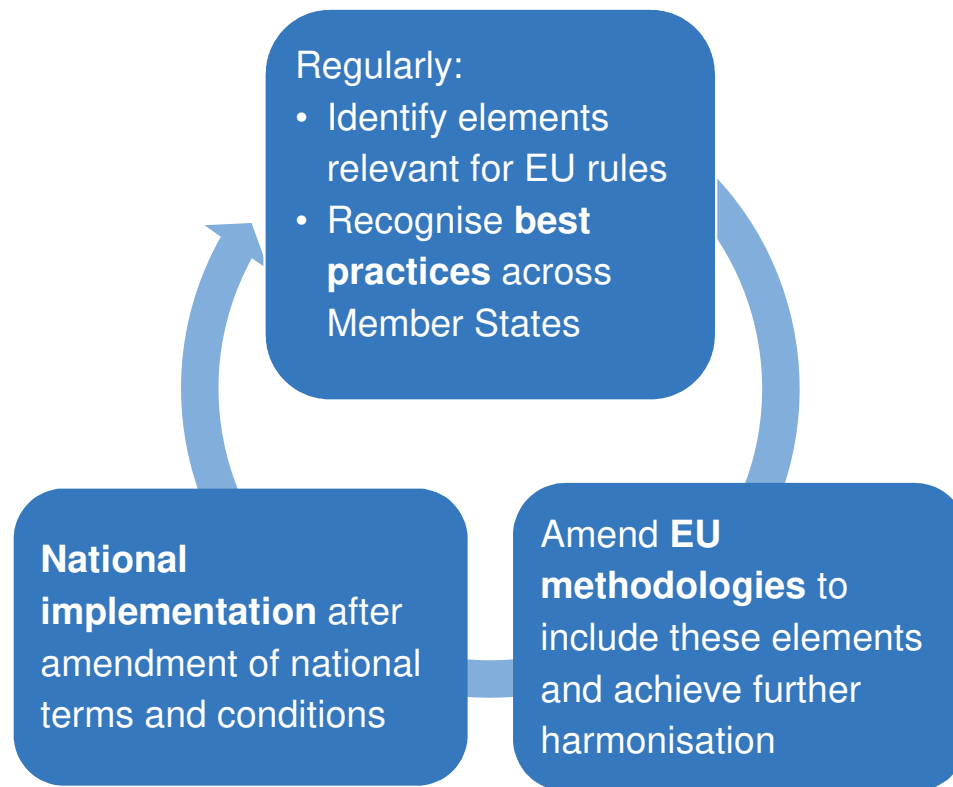 Regularly:
• Identify elements
relevant for EU rules
• Recognise best
practices across
Member States
National
implementation after
amendment of national
terms and conditions
Amend EU
methodologies to
include these elements
and achieve further
harmonisation